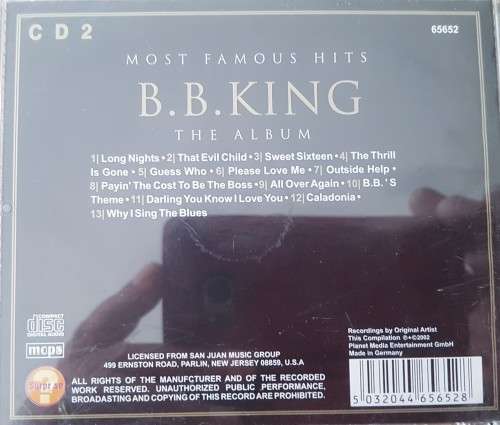 CD2
65652
MOST FAMOUS HITS
B.B.KING
THE ALBUM
1| Long Nights • 2| That Evil Child • 3| Sweet Sixteen • 4| The Thrill
Is Gone • 5| Guess Who • 6| Please Love Me • 7| Outside Help •
8| Payin' The Cost To Be The Boss • 9| All Over Again • 10| B.B. 'S
Theme • 11| Darling You Know I Love You • 12| Caladonia •
13| Why I Sing The Blues
COMPACT
disc
DIGITAL AUDIO
mcps
Surprise
LICENSED FROM SAN JUAN MUSIC GROUP
499 ERNSTON ROAD, PARLIN, NEW JERSEY 08859, U.S.A
ALL RIGHTS OF THE MANUFCTURER AND OF THE RECORDED
WORK RESERVED. UNAUTHORIZED PUBLIC PERFORMANCE,
BROADCASTING AND COPYING OF THIS RECORD ARE PROHIBITED.
Recordings by Original Artist
This Compilation ℗+©2002
Planet Media Entertainment GmbH
Made in Germany
5 032044 656528